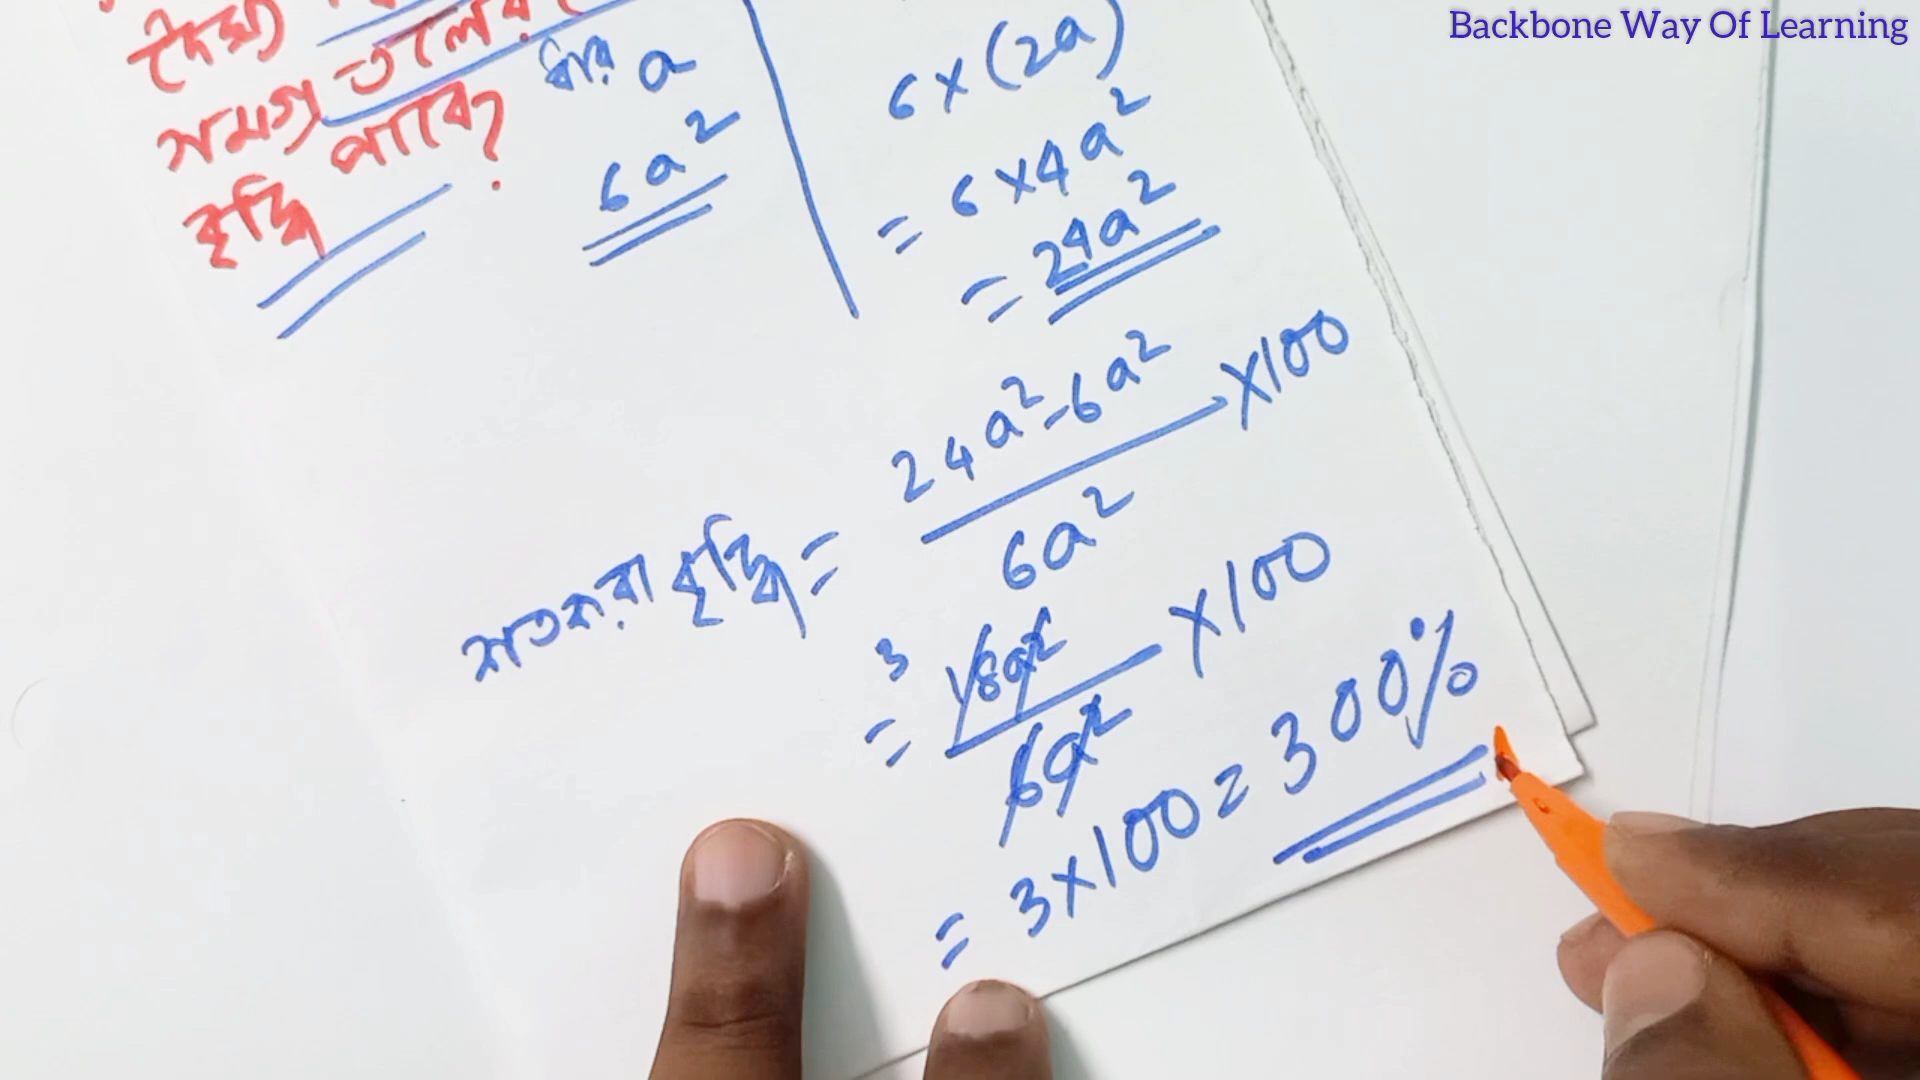 Backbone Way Of Learning
দৈর্ঘ্য
সমগ্র তলের
বৃদ্ধি পাবে?
ধার a
6a²
6×(2a)
= 6×4a²
= 24a²
শতকরা বৃদ্ধি = 24a²-6a² / 6a² ×100
= 3 18a² / 6a² ×100
= 3×100 = 300%